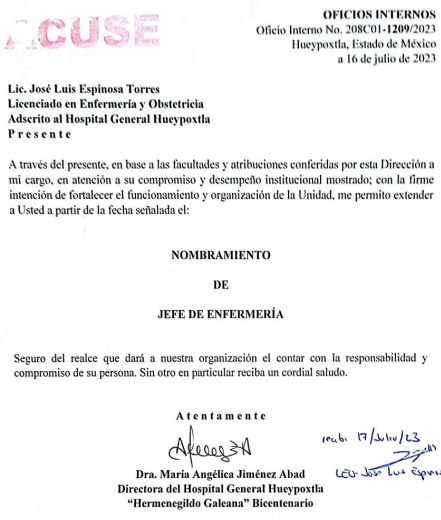 ACUSE
OFICIOS INTERNOS
Oficio Interno No. 208C01-1209/2023
Hueypoxtla, Estado de México
a 16 de julio de 2023
Lic. José Luis Espinosa Torres
Licenciado en Enfermería y Obstetricia
Adscrito al Hospital General Hueypoxtla
P r e s e n t e
A través del presente, en base a las facultades y atribuciones conferidas por esta Dirección a
mi cargo, en atención a su compromiso y desempeño institucional mostrado; con la firme
intención de fortalecer el funcionamiento y organización de la Unidad, me permito extender
a Usted a partir de la fecha señalada el:
NOMBRAMIENTO
DE
JEFE DE ENFERMERÍA
Seguro del realce que dará a nuestra organización el contar con la responsabilidad y
compromiso de su persona. Sin otro en particular reciba un cordial saludo.
A t e n t a m e n t e
recibi 17/Julio/23
LEO. José Luis
Dra. María Angélica Jiménez Abad
Directora del Hospital General Hueypoxtla
“Hermenegildo Galeana” Bicentenario